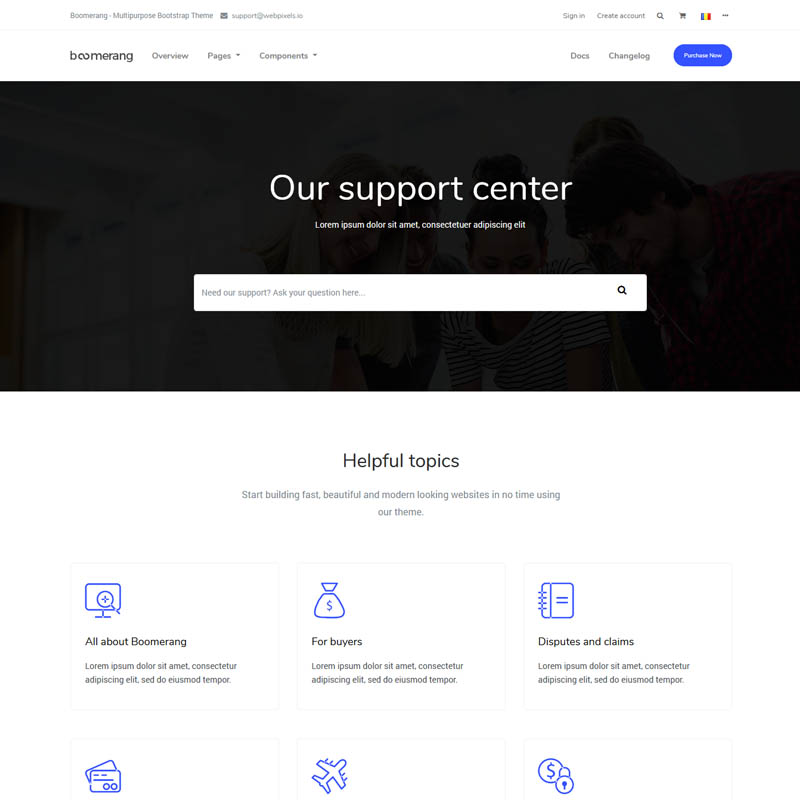 Boomerang - Multipurpose Bootstrap Theme support@webpixels.io Sign in Create account
boomerang Overview Pages Components Docs Changelog Purchase Now
Our support center
Lorem ipsum dolor sit amet, consectetuer adipiscing elit
Need our support? Ask your question here...
Helpful topics
Start building fast, beautiful and modern looking websites in no time using
our theme.
$
All about Boomerang For buyers Disputes and claims
Lorem ipsum dolor sit amet, consectetur Lorem ipsum dolor sit amet, consectetur Lorem ipsum dolor sit amet, consectetur
adipiscing elit, sed do eiusmod tempor. adipiscing elit, sed do eiusmod tempor. adipiscing elit, sed do eiusmod tempor.
$